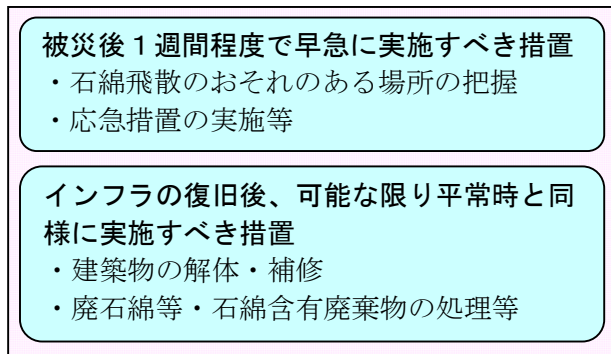 被災後1週間程度で早急に実施すべき措置
・石綿飛散のおそれのある場所の把握
・応急措置の実施等
インフラの復旧後、可能な限り平常時と同
様に実施すべき措置
・建築物の解体・補修
・廃石綿等・石綿含有廃棄物の処理等